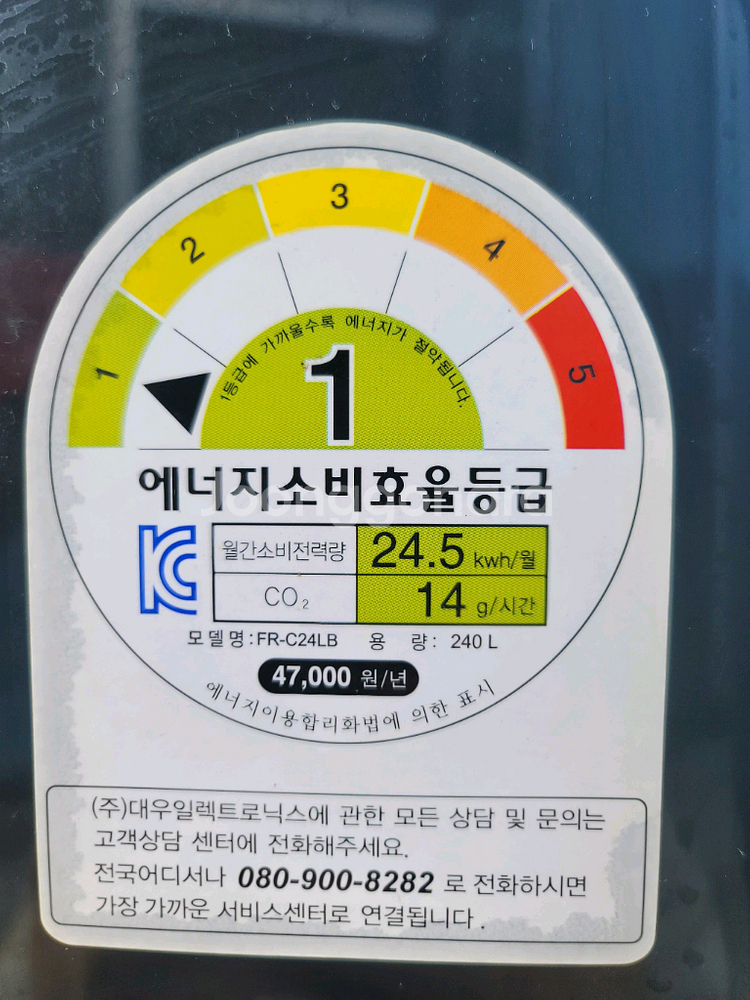 1
2
3
4
5
1등급에 가까울수록 에너지가 절약됩니다.
1
에너지소비효율등급
월간소비전력량 24.5 kwh/월
CO₂ 14 g/시간
모델명:FR-C24LB 용 량: 240 L
47,000 원/년
에너지이용합리화법에 의한 표시
(주)대우일렉트로닉스에 관한 모든 상담 및 문의는
고객상담 센터에 전화해주세요.
전국어디서나 080-900-8282 로 전화하시면
가장 가까운 서비스센터로 연결됩니다.